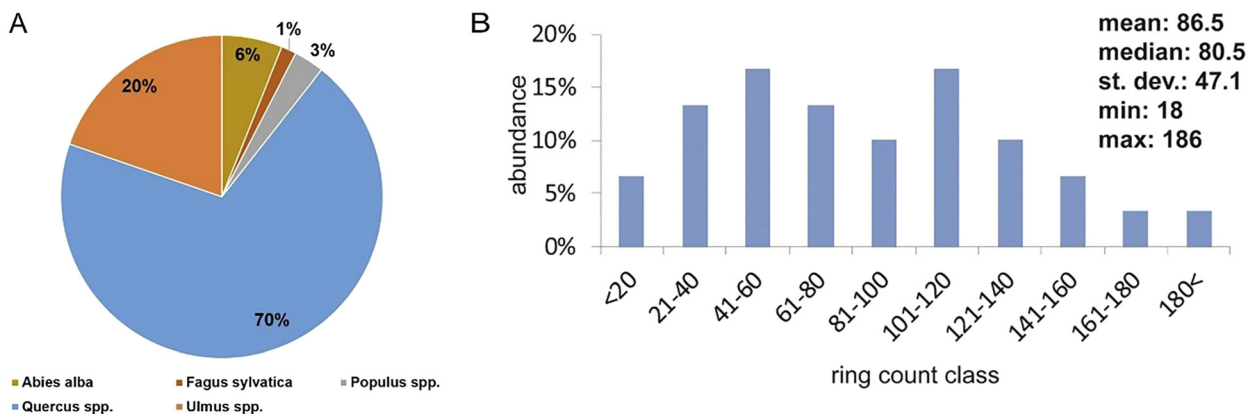 A
1%
6%
3%
20%
70%
Abies alba
Fagus sylvatica
Populus spp.
Quercus spp.
Ulmus spp.
B
mean: 86.5
median: 80.5
st. dev.: 47.1
min: 18
max: 186
20%
15%
10%
5%
0%
abundance
<20
21-40
41-60
61-80
81-100
101-120
121-140
141-160
161-180
180<
ring count class